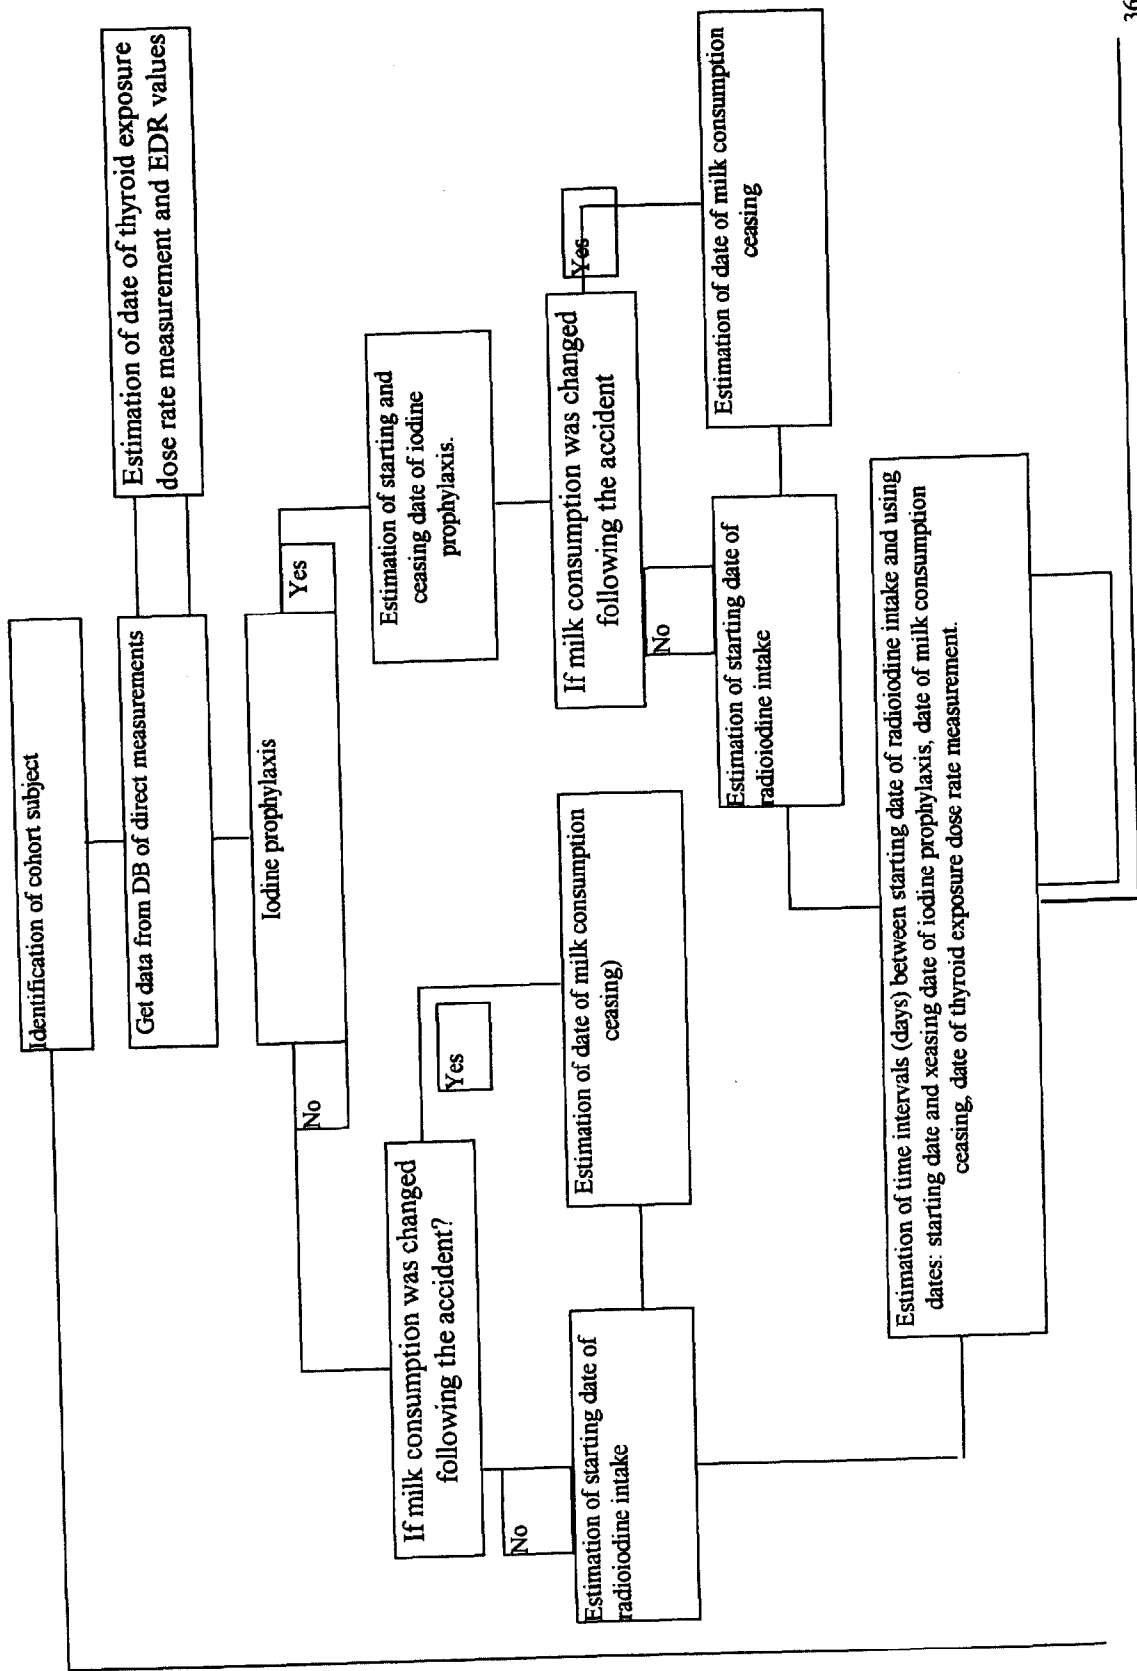 Identification of cohort subject
Get data from DB of direct measurements
Estimation of date of thyroid exposure
dose rate measurement and EDR values
Iodine prophylaxis
No
Yes
If milk consumption was changed
following the accident?
Yes
No
Estimation of date of milk consumption
ceasing)
Estimation of starting date of
radioiodine intake
Estimation of starting and
ceasing date of iodine
prophylaxis.
If milk consumption was changed
following the accident
Yes
No
Estimation of date of milk consumption
ceasing
Estimation of starting date of
radioiodine intake
Estimation of time intervals (days) between starting date of radioiodine intake and using
dates: starting date and xeasing date of iodine prophylaxis, date of milk consumption
ceasing, date of thyroid exposure dose rate measurement.
36